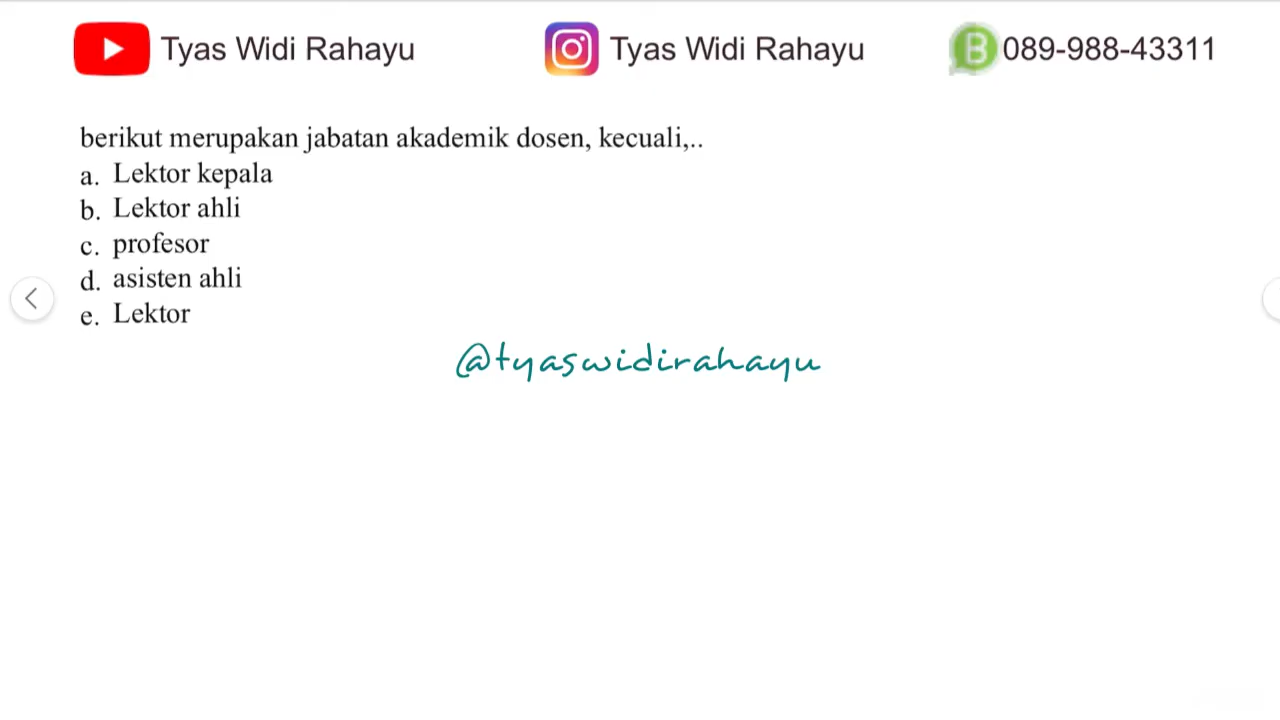 Tyas Widi Rahayu Tyas Widi Rahayu B 089-988-43311
berikut merupakan jabatan akademik dosen, kecuali,..
a. Lektor kepala
b. Lektor ahli
c. profesor
d. asisten ahli
e. Lektor
@tyaswidirahayu